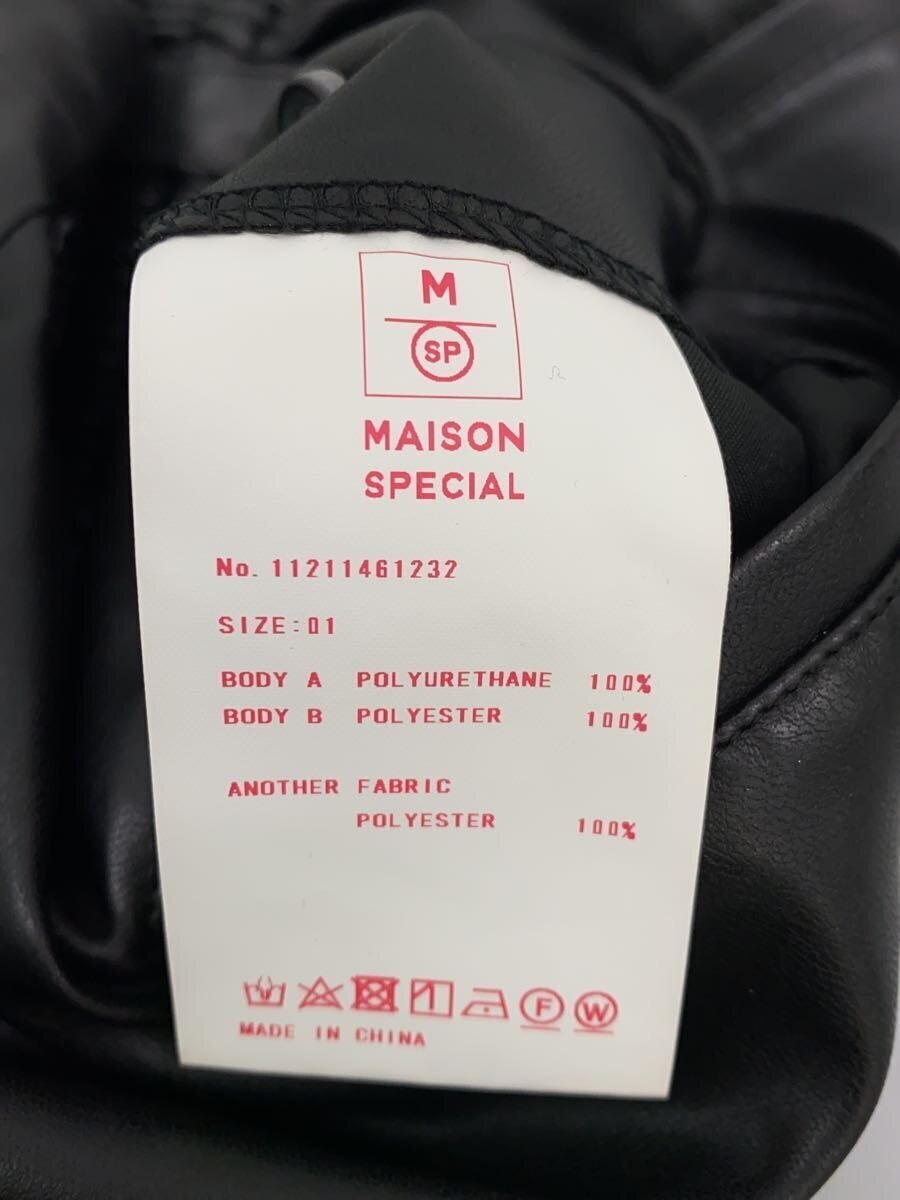 M
SP
MAISON
SPECIAL
No. 11211461232
SIZE:01
BODY A POLYURETHANE 100%
BODY B POLYESTER 100%
ANOTHER FABRIC
POLYESTER 100%
F W
MADE IN CHINA